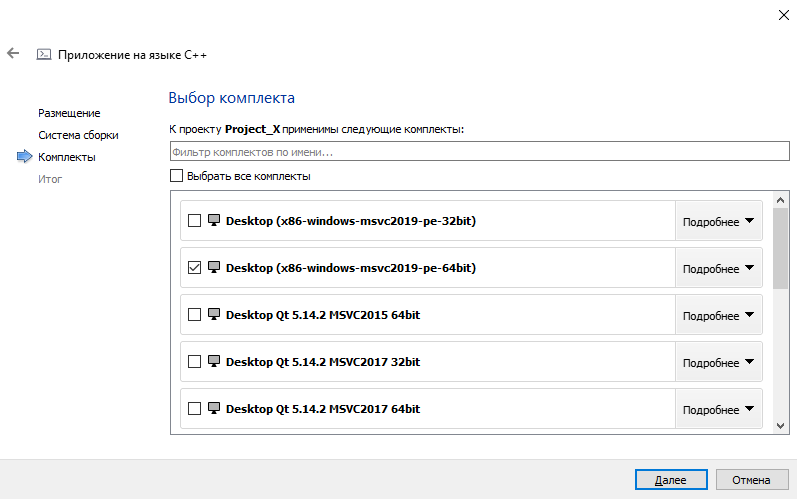 Приложение на языке C++
Размещение
Система сборки
Комплекты
Итог
Выбор комплекта
К проекту Project_X применимы следующие комплекты:
Фильтр комплектов по имени...
Выбрать все комплекты
Desktop (x86-windows-msvc2019-pe-32bit) Подробнее
Desktop (x86-windows-msvc2019-pe-64bit) Подробнее
Desktop Qt 5.14.2 MSVC2015 64bit Подробнее
Desktop Qt 5.14.2 MSVC2017 32bit Подробнее
Desktop Qt 5.14.2 MSVC2017 64bit Подробнее
Далее Отмена